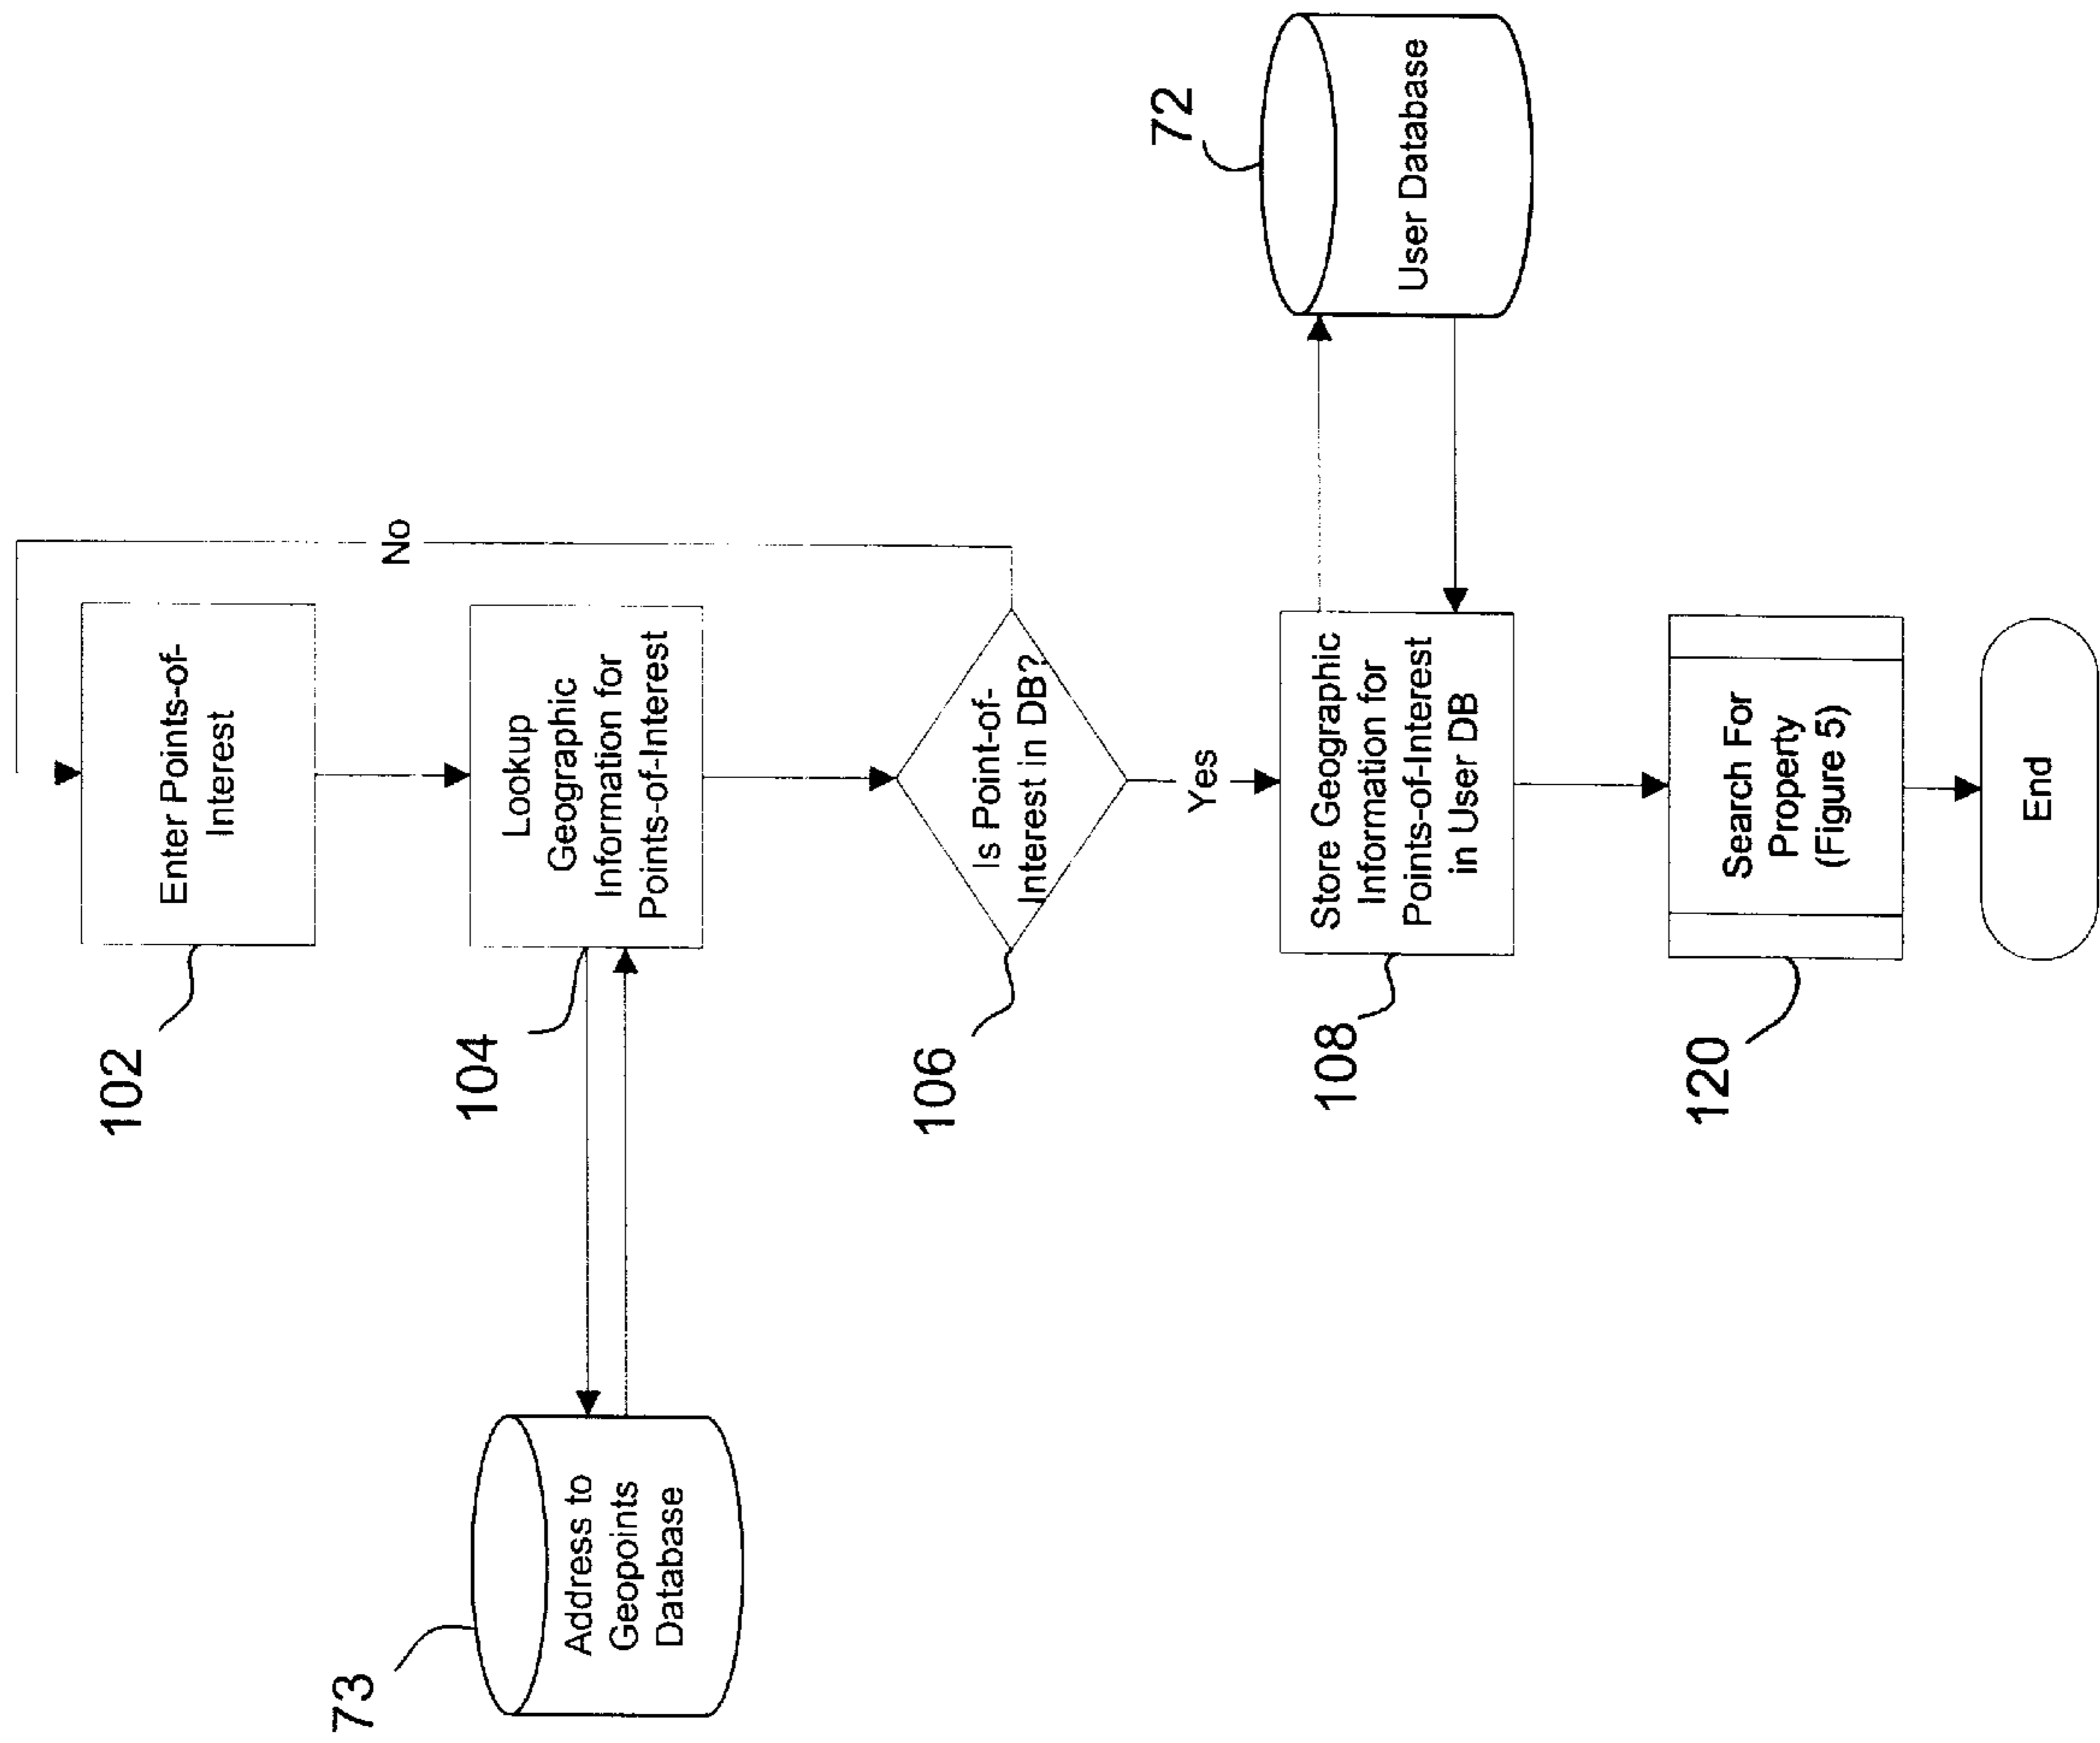 102
Enter Points-of-
Interest
No
73
Address to
Geopoints
Database
104
Lookup
Geographic
Information for
Points-of-Interest
106
Is Point-of-
Interest in DB?
Yes
72
User Database
108
Store Geographic
Information for
Points-of-Interest
in User DB
120
Search For
Property
(Figure 5)
End